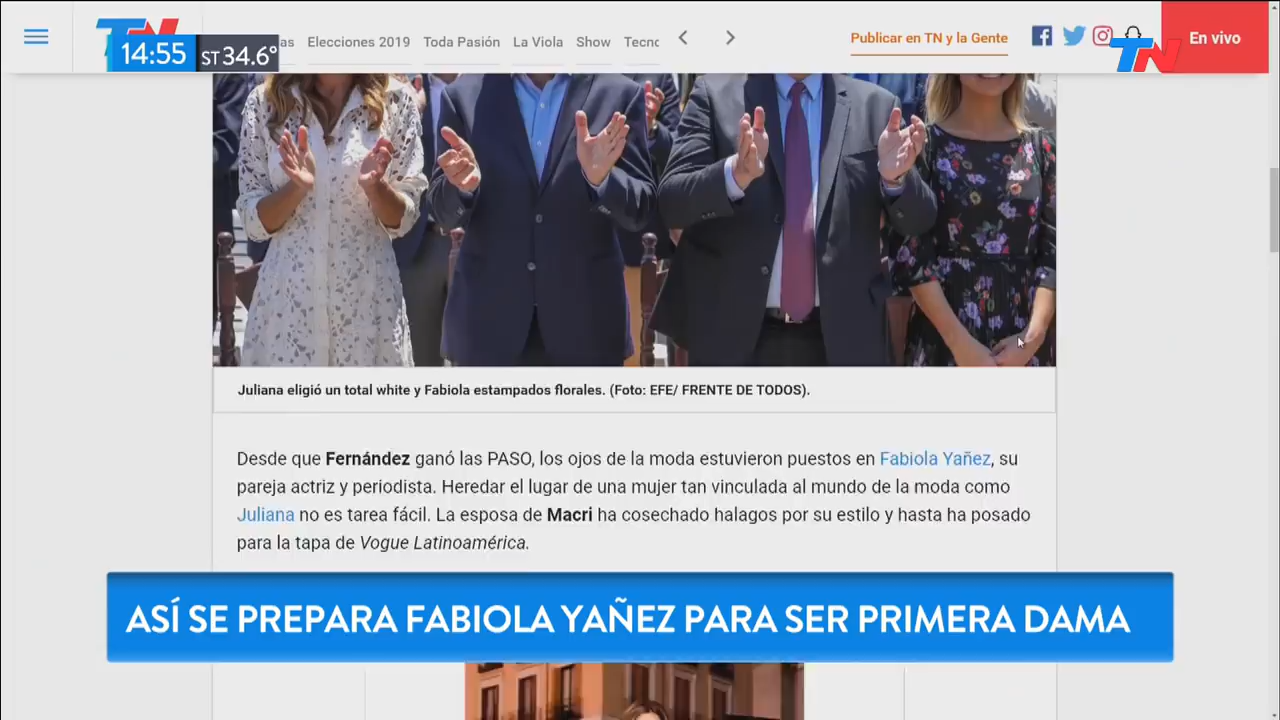 TN
14:55
ST 34.6°
as
Elecciones 2019
Toda Pasión
La Viola
Show
Tecno
Publicar en TN y la Gente
TN
En vivo
Juliana eligió un total white y Fabiola estampados florales. (Foto: EFE/ FRENTE DE TODOS).
Desde que Fernández ganó las PASO, los ojos de la moda estuvieron puestos en Fabiola Yañez, su
pareja actriz y periodista. Heredar el lugar de una mujer tan vinculada al mundo de la moda como
Juliana no es tarea fácil. La esposa de Macri ha cosechado halagos por su estilo y hasta ha posado
para la tapa de Vogue Latinoamérica.
ASÍ SE PREPARA FABIOLA YAÑEZ PARA SER PRIMERA DAMA